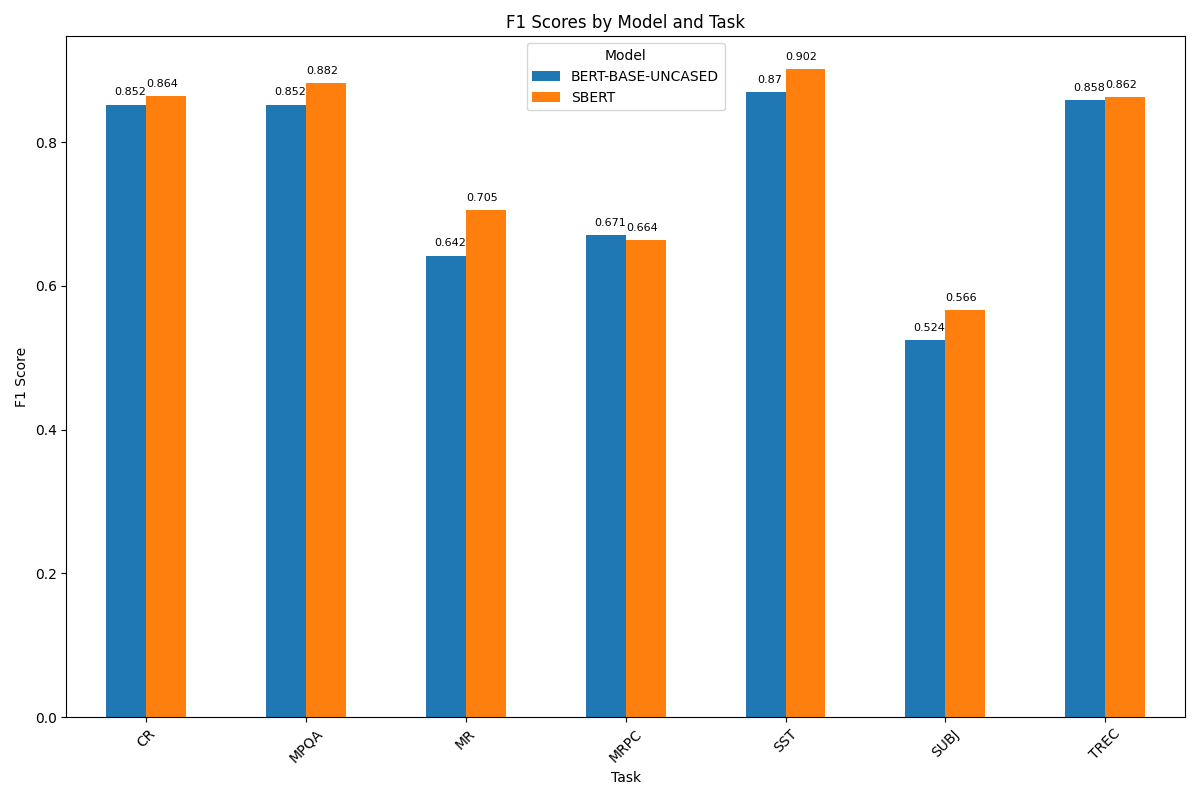 F1 Scores by Model and Task
Model
BERT-BASE-UNCASED
SBERT
F1 Score
0.8
0.6
0.4
0.2
0.0
0.852
0.864
0.852
0.882
0.642
0.705
0.671
0.664
0.87
0.902
0.524
0.566
0.858
0.862
CR
MPQA
MR
MRPC
SST
SUBJ
TREC
Task